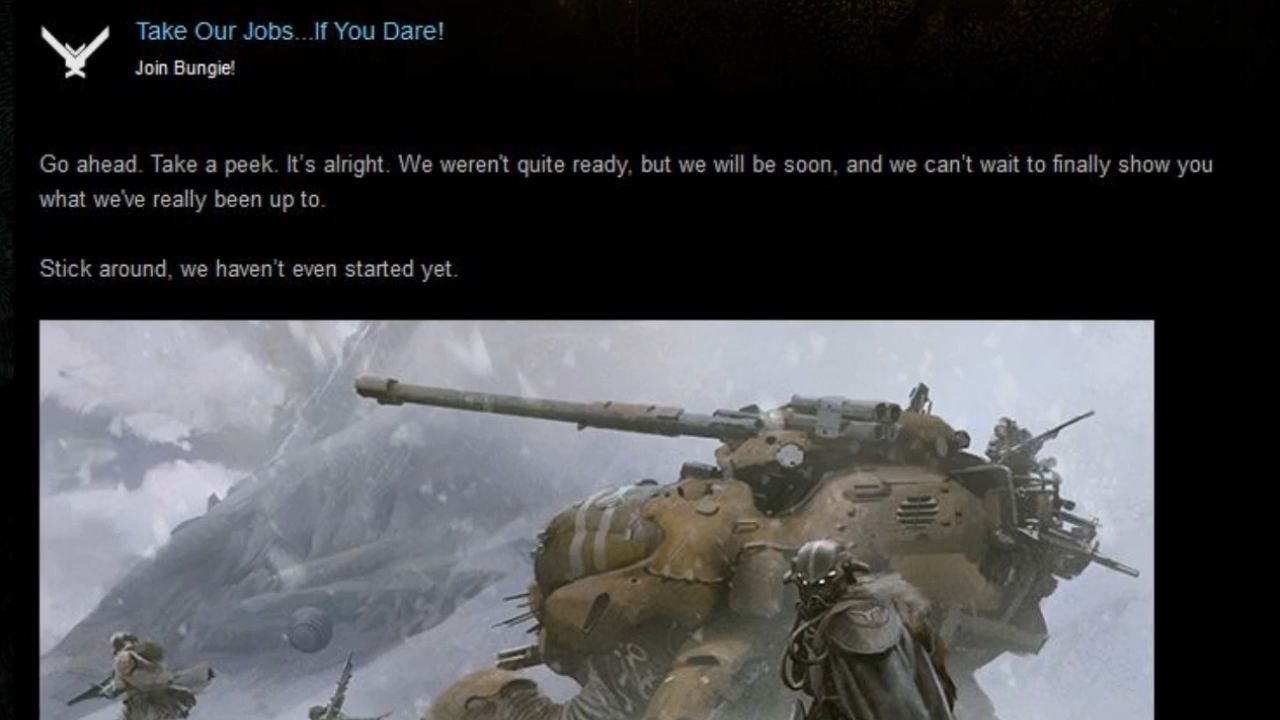 Take Our Jobs...If You Dare!
Join Bungie!
Go ahead. Take a peek. It's alright. We weren't quite ready, but we will be soon, and we can't wait to finally show you
what we've really been up to.
Stick around, we haven't even started yet.